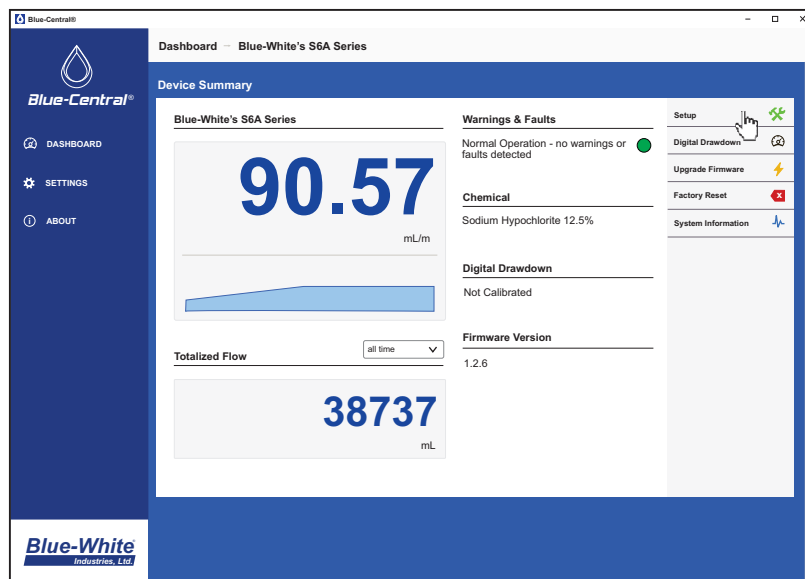 Blue-Central®
Dashboard – Blue-White's S6A Series
Blue-Central®
DASHBOARD
SETTINGS
ABOUT
Blue-White
Industries, Ltd.
Device Summary
Blue-White's S6A Series
90.57
mL/m
Totalized Flow
all time
38737
mL
Warnings & Faults
Normal Operation - no warnings or
faults detected
Chemical
Sodium Hypochlorite 12.5%
Digital Drawdown
Not Calibrated
Firmware Version
1.2.6
Setup
Digital Drawdown
Upgrade Firmware
Factory Reset
X
System Information